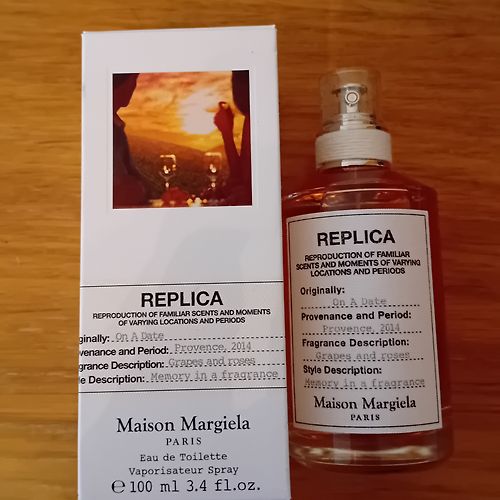 REPLICA
REPRODUCTION OF FAMILIAR SCENTS AND MOMENTS
OF VARYING LOCATIONS AND PERIODS
ginally: On A Date
venance and Period: Provence, 2014
grance Description: Grapes and roses
le Description: Memory in a fragrance
Maison Margiela
PARIS
Eau de Toilette
Vaporisateur Spray
℮ 100 ml 3.4 fl.oz.
REPLICA
REPRODUCTION OF FAMILIAR
SCENTS AND MOMENTS OF VARYING
LOCATIONS AND PERIODS
Originally:
On A Date
Provenance and Period:
Provence, 2014
Fragrance Description:
Grapes and roses
Style Description:
Memory in a fragrance
Maison Margiela
PARIS